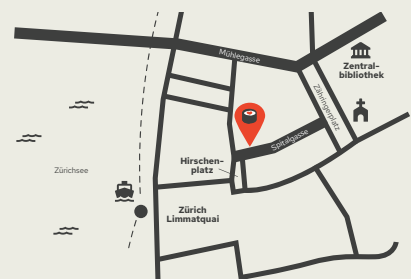 Mühlegasse
Zentral-
bibliothek
Zähringerplatz
Spitalgasse
Hirschen-
platz
Zürichsee
Zürich
Limmatquai